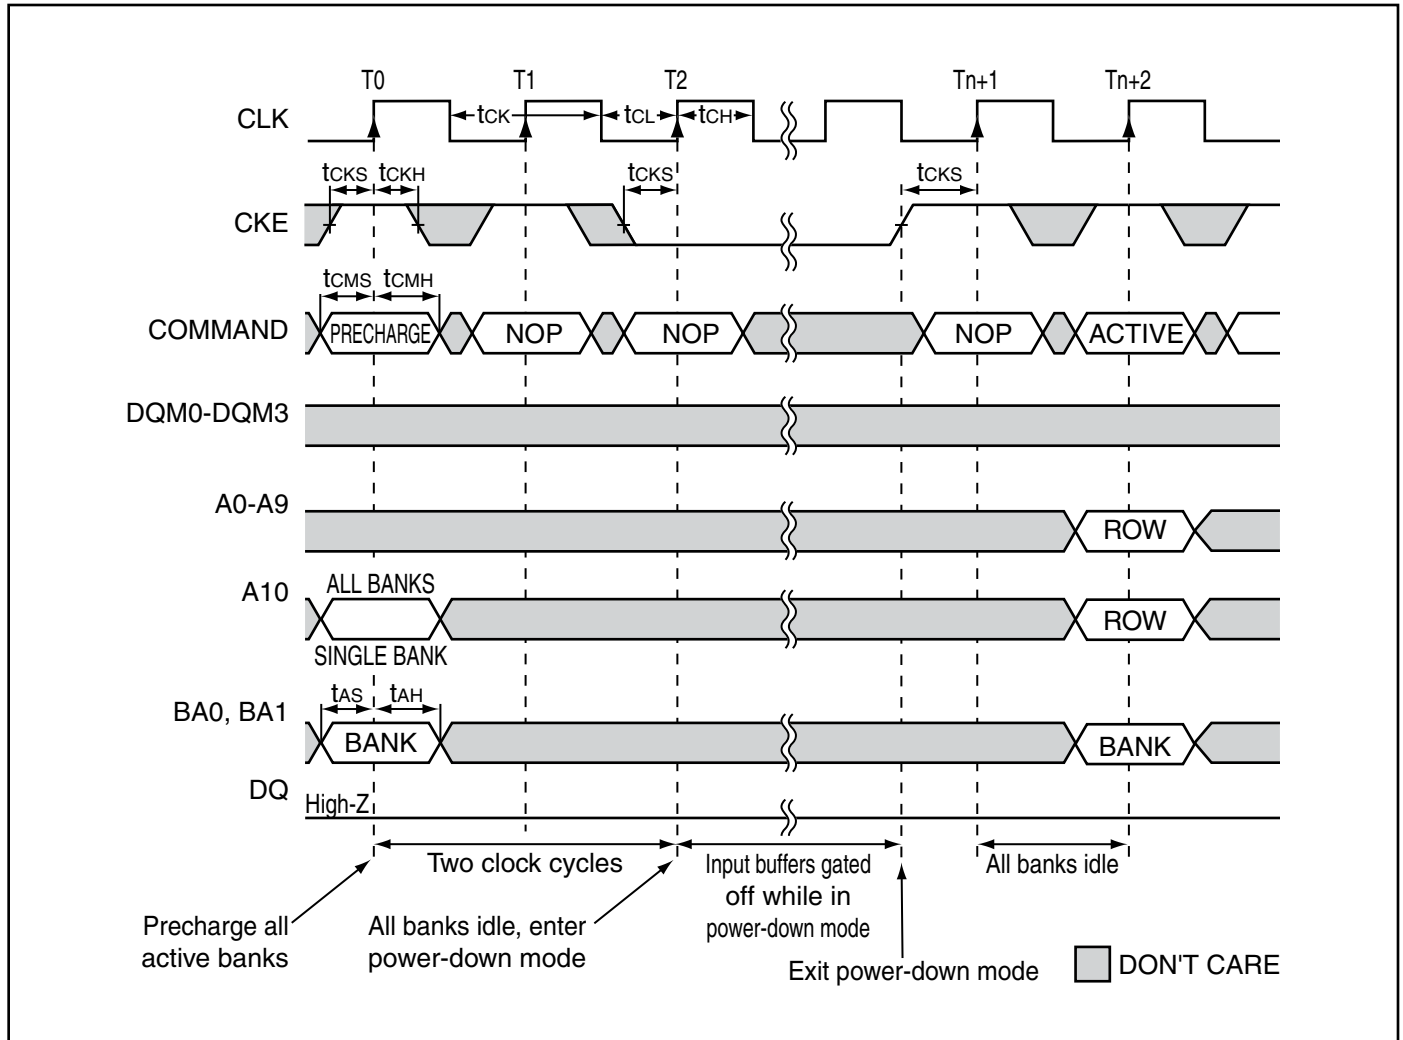 T0 T1 T2 Tn+1 Tn+2
CLK tCK tCL tCH
tCKS tCKH tCKS tCKS
CKE
tCMS tCMH
COMMAND PRECHARGE NOP NOP NOP ACTIVE
DQM0-DQM3
A0-A9 ROW
A10 ALL BANKS ROW
SINGLE BANK
tAS tAH
BA0, BA1 BANK BANK
DQ High-Z
Two clock cycles
Input buffers gated
off while in
power-down mode
All banks idle
Precharge all
active banks
All banks idle, enter
power-down mode
Exit power-down mode
DON'T CARE